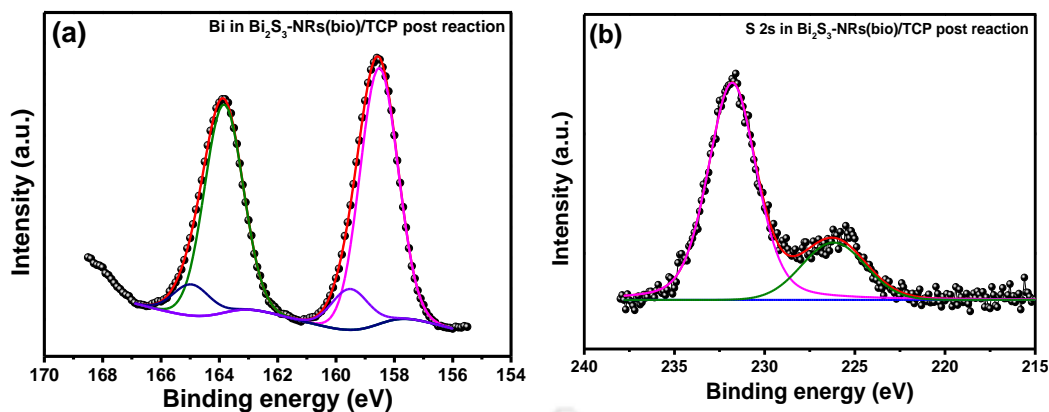 (a)
Bi in Bi₂S₃-NRs(bio)/TCP post reaction
Intensity (a.u.)
170 168 166 164 162 160 158 156 154
Binding energy (eV)
(b)
S 2s in Bi₂S₃-NRs(bio)/TCP post reaction
Intensity (a.u.)
235 230 225 220 215
Binding energy (eV)